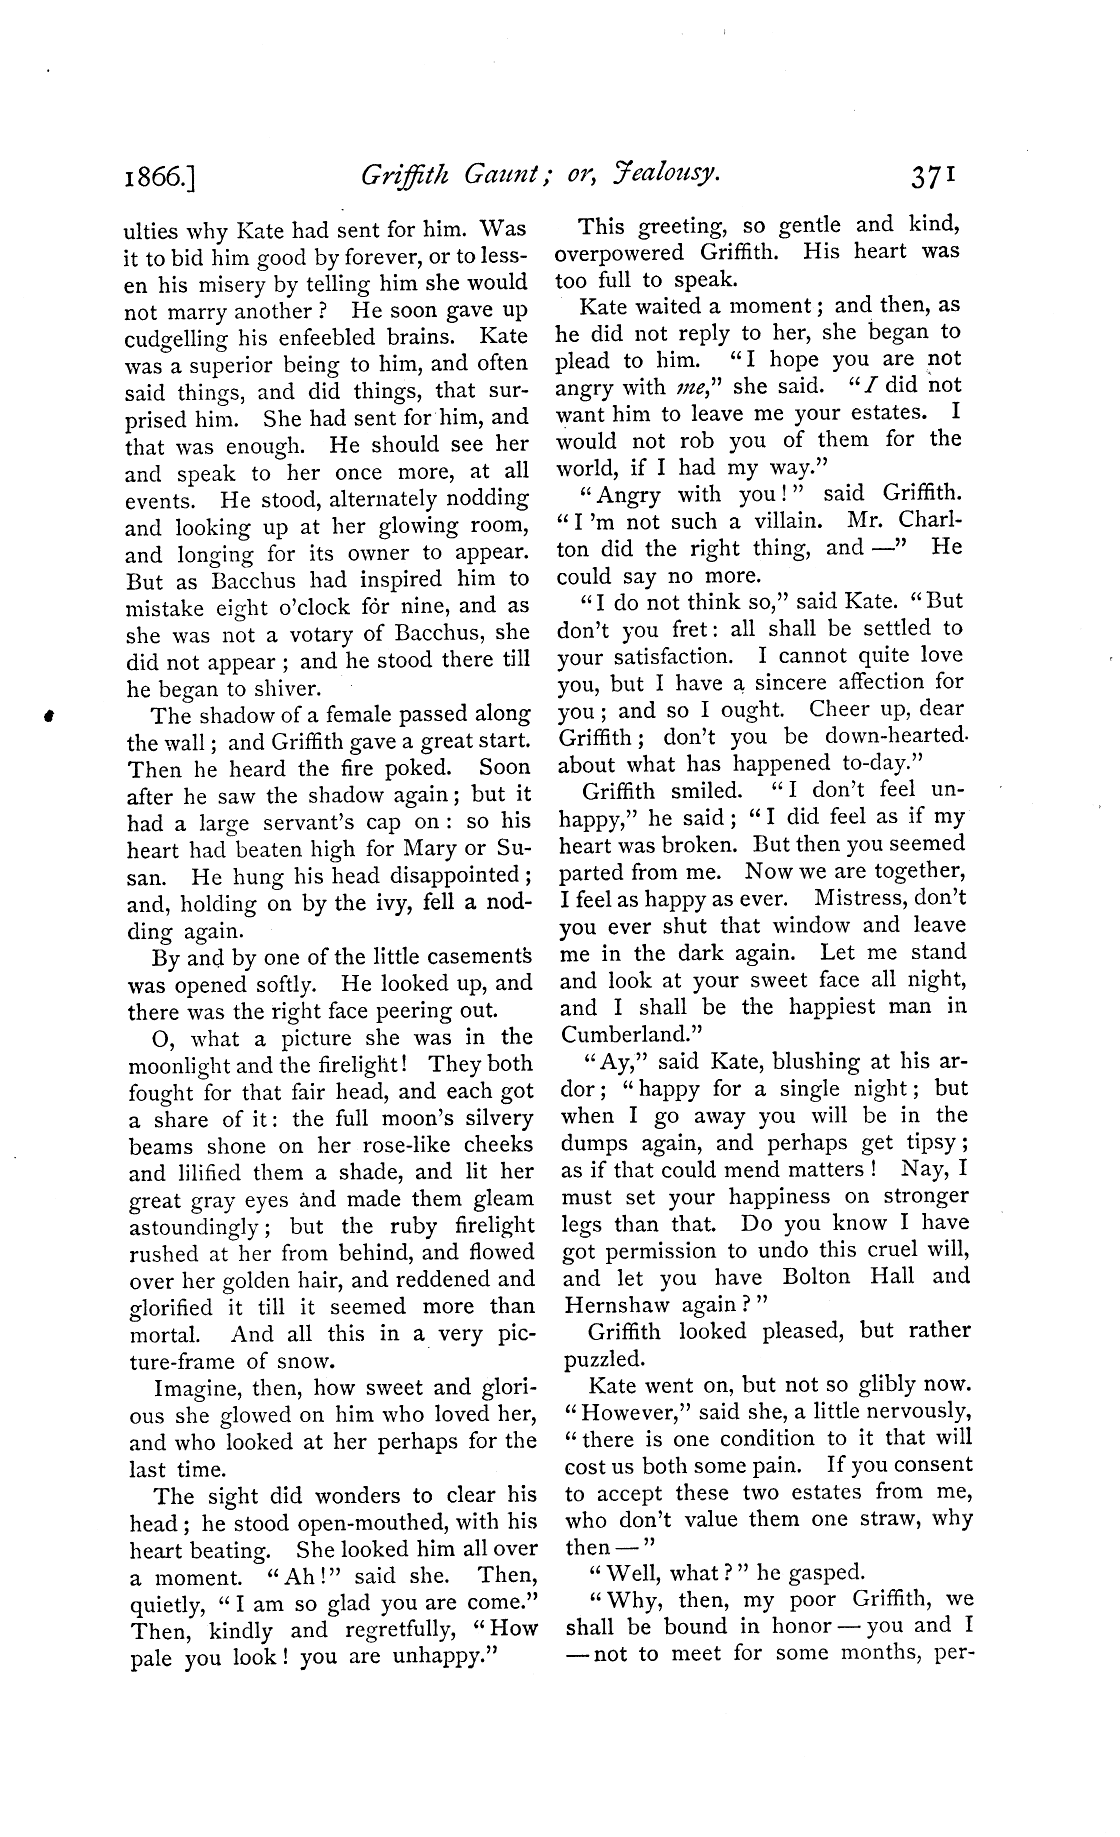 1866.] Griffith Gaunt; or, Jealousy. 371
ulties why Kate had sent for him. Was
it to bid him good by forever, or to less-
en his misery by telling him she would
not marry another? He soon gave up
cudgelling his enfeebled brains. Kate
was a superior being to him, and often
said things, and did things, that sur-
prised him. She had sent for him, and
that was enough. He should see her
and speak to her once more, at all
events. He stood, alternately nodding
and looking up at her glowing room,
and longing for its owner to appear.
But as Bacchus had inspired him to
mistake eight o'clock for nine, and as
she was not a votary of Bacchus, she
did not appear; and he stood there till
he began to shiver.
The shadow of a female passed along
the wall; and Griffith gave a great start.
Then he heard the fire poked. Soon
after he saw the shadow again; but it
had a large servant's cap on: so his
heart had beaten high for Mary or Su-
san. He hung his head disappointed;
and, holding on by the ivy, fell a nod-
ding again.
By and by one of the little casements
was opened softly. He looked up, and
there was the right face peering out.
O, what a picture she was in the
moonlight and the firelight! They both
fought for that fair head, and each got
a share of it: the full moon's silvery
beams shone on her rose-like cheeks
and lilified them a shade, and lit her
great gray eyes and made them gleam
astoundingly; but the ruby firelight
rushed at her from behind, and flowed
over her golden hair, and reddened and
glorified it till it seemed more than
mortal. And all this in a very pic-
ture-frame of snow.
Imagine, then, how sweet and glori-
ous she glowed on him who loved her,
and who looked at her perhaps for the
last time.
The sight did wonders to clear his
head; he stood open-mouthed, with his
heart beating. She looked him all over
a moment. "Ah!" said she. Then,
quietly, "I am so glad you are come."
Then, kindly and regretfully, "How
pale you look! you are unhappy."
This greeting, so gentle and kind,
overpowered Griffith. His heart was
too full to speak.
Kate waited a moment; and then, as
he did not reply to her, she began to
plead to him. "I hope you are not
angry with me," she said. "I did not
want him to leave me your estates. I
would not rob you of them for the
world, if I had my way."
"Angry with you!" said Griffith.
"I 'm not such a villain. Mr. Charl-
ton did the right thing, and —" He
could say no more.
"I do not think so," said Kate. "But
don't you fret: all shall be settled to
your satisfaction. I cannot quite love
you, but I have a sincere affection for
you; and so I ought. Cheer up, dear
Griffith; don't you be down-hearted
about what has happened to-day."
Griffith smiled. "I don't feel un-
happy," he said; "I did feel as if my
heart was broken. But then you seemed
parted from me. Now we are together,
I feel as happy as ever. Mistress, don't
you ever shut that window and leave
me in the dark again. Let me stand
and look at your sweet face all night,
and I shall be the happiest man in
Cumberland."
"Ay," said Kate, blushing at his ar-
dor; "happy for a single night; but
when I go away you will be in the
dumps again, and perhaps get tipsy;
as if that could mend matters! Nay, I
must set your happiness on stronger
legs than that. Do you know I have
got permission to undo this cruel will,
and let you have Bolton Hall and
Hernshaw again?"
Griffith looked pleased, but rather
puzzled.
Kate went on, but not so glibly now.
"However," said she, a little nervously,
"there is one condition to it that will
cost us both some pain. If you consent
to accept these two estates from me,
who don't value them one straw, why
then — "
"Well, what?" he gasped.
"Why, then, my poor Griffith, we
shall be bound in honor — you and I
— not to meet for some months, per-